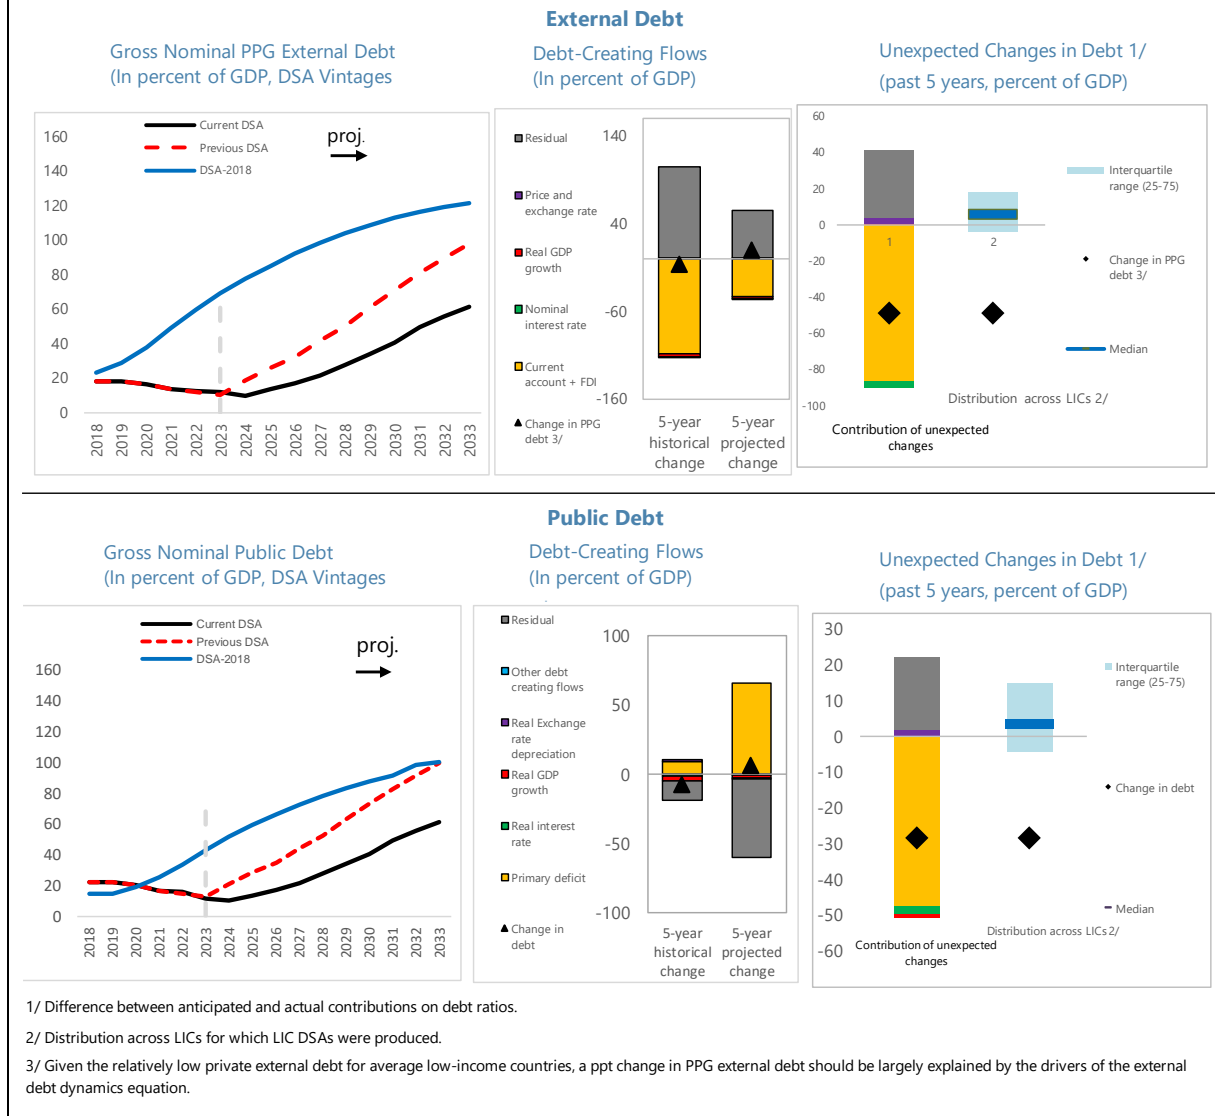 External Debt
Gross Nominal PPG External Debt
(In percent of GDP, DSA Vintages
Current DSA
Previous DSA
DSA-2018
proj.
160
140
120
100
80
60
40
20
0
2018
2019
2020
2021
2022
2023
2024
2025
2026
2027
2028
2029
2030
2031
2032
2033
Debt-Creating Flows
(In percent of GDP)
Residual
Price and
exchange rate
Real GDP
growth
Nominal
interest rate
Current
account + FDI
Change in PPG
debt 3/
140
40
-60
-160
5-year
historical
change
5-year
projected
change
Unexpected Changes in Debt 1/
(past 5 years, percent of GDP)
60
40
20
0
-20
-40
-60
-80
-100
1
2
Interquartile
range (25-75)
Change in PPG
debt 3/
Median
Distribution across LICs 2/
Contribution of unexpected
changes
Public Debt
Gross Nominal Public Debt
(In percent of GDP, DSA Vintages
Current DSA
Previous DSA
DSA-2018
proj.
160
140
120
100
80
60
40
20
0
2018
2019
2020
2021
2022
2023
2024
2025
2026
2027
2028
2029
2030
2031
2032
2033
Debt-Creating Flows
(In percent of GDP)
Residual
Other debt
creating flows
Real Exchange
rate
depreciation
Real GDP
growth
Real interest
rate
Primary deficit
Change in
debt
100
50
0
-50
-100
5-year
historical
change
5-year
projected
change
Unexpected Changes in Debt 1/
(past 5 years, percent of GDP)
30
20
10
0
-10
-20
-30
-40
-50
-60
Interquartile
range (25-75)
Change in debt
Median
Distribution across LICs 2/
Contribution of unexpected
changes
1/ Difference between anticipated and actual contributions on debt ratios.
2/ Distribution across LICs for which LIC DSAs were produced.
3/ Given the relatively low private external debt for average low-income countries, a ppt change in PPG external debt should be largely explained by the drivers of the external
debt dynamics equation.